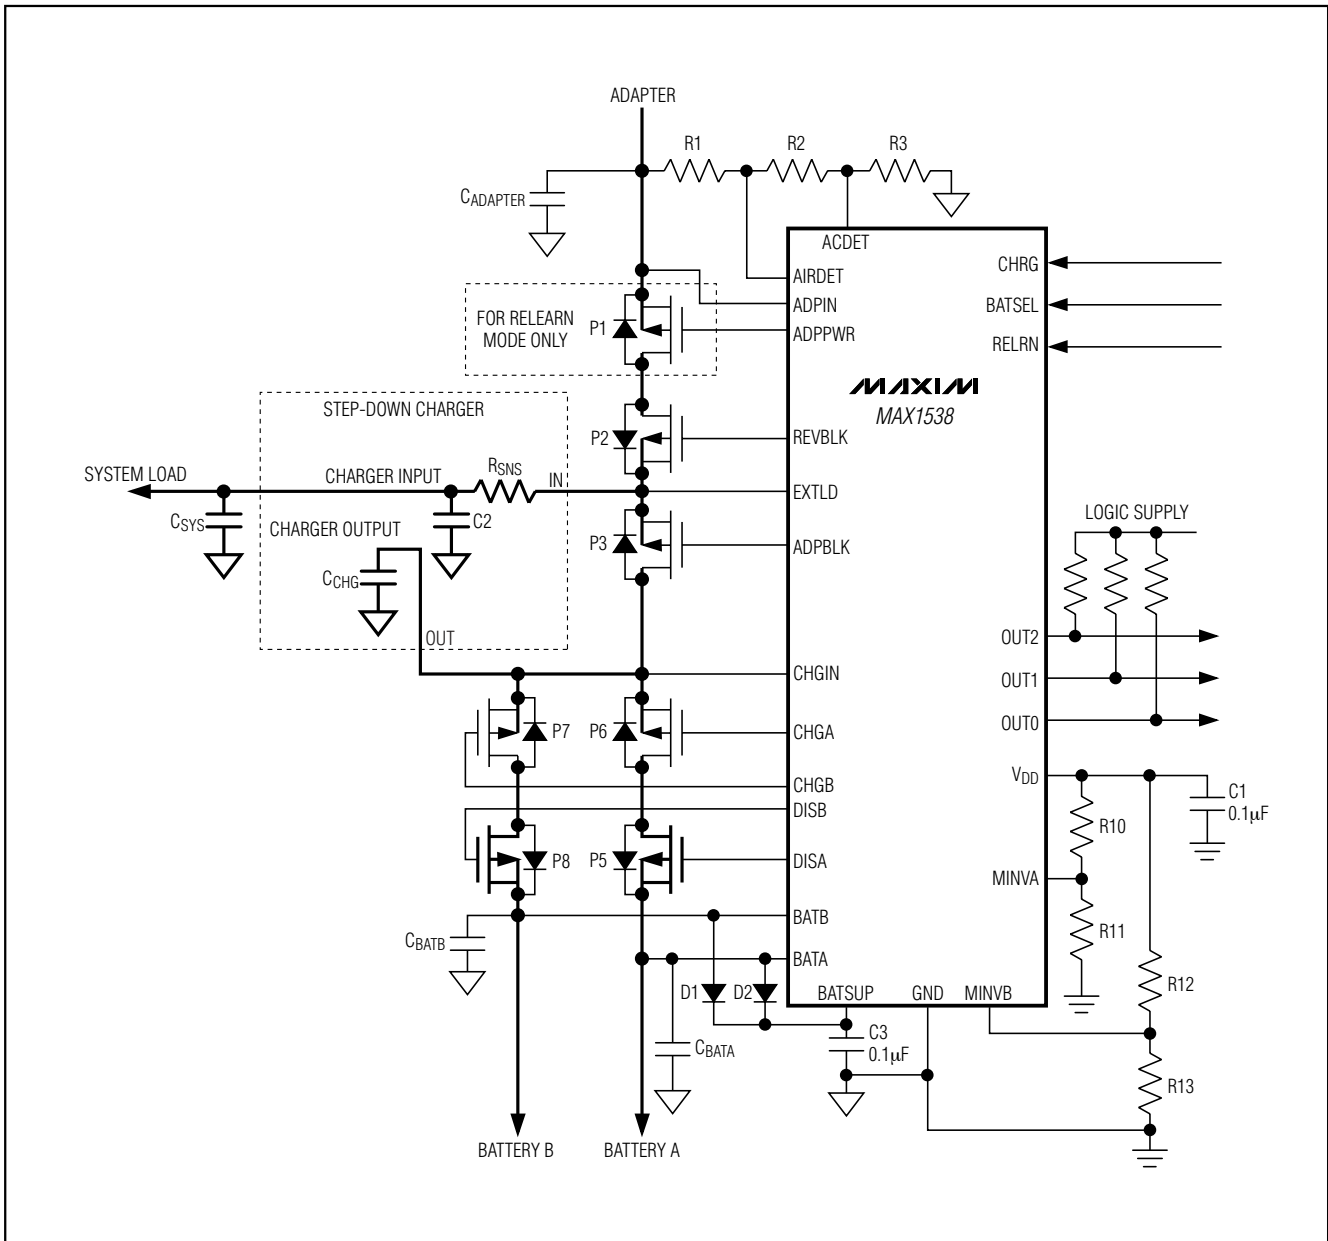 ADAPTER
R1
R2
R3
CADAPTER
ACDET
AIRDET
ADPIN
ADPPWR
CHRG
BATSEL
RELRN
FOR RELEARN
MODE ONLY
P1
MAXIM
MAX1538
STEP-DOWN CHARGER
P2
REVBLK
SYSTEM LOAD
CHARGER INPUT
RSNS
IN
EXTLD
CSYS
CHARGER OUTPUT
C2
P3
ADPBLK
LOGIC SUPPLY
CCHG
OUT
OUT2
CHGIN
OUT1
OUT0
P7
P6
CHGA
VDD
CHGB
C1
0.1µF
DISB
R10
P8
P5
DISA
MINVA
BATB
R11
CBATB
BATA
D1
D2
BATSUP
GND
MINVB
R12
C3
0.1µF
CBATA
R13
BATTERY B
BATTERY A